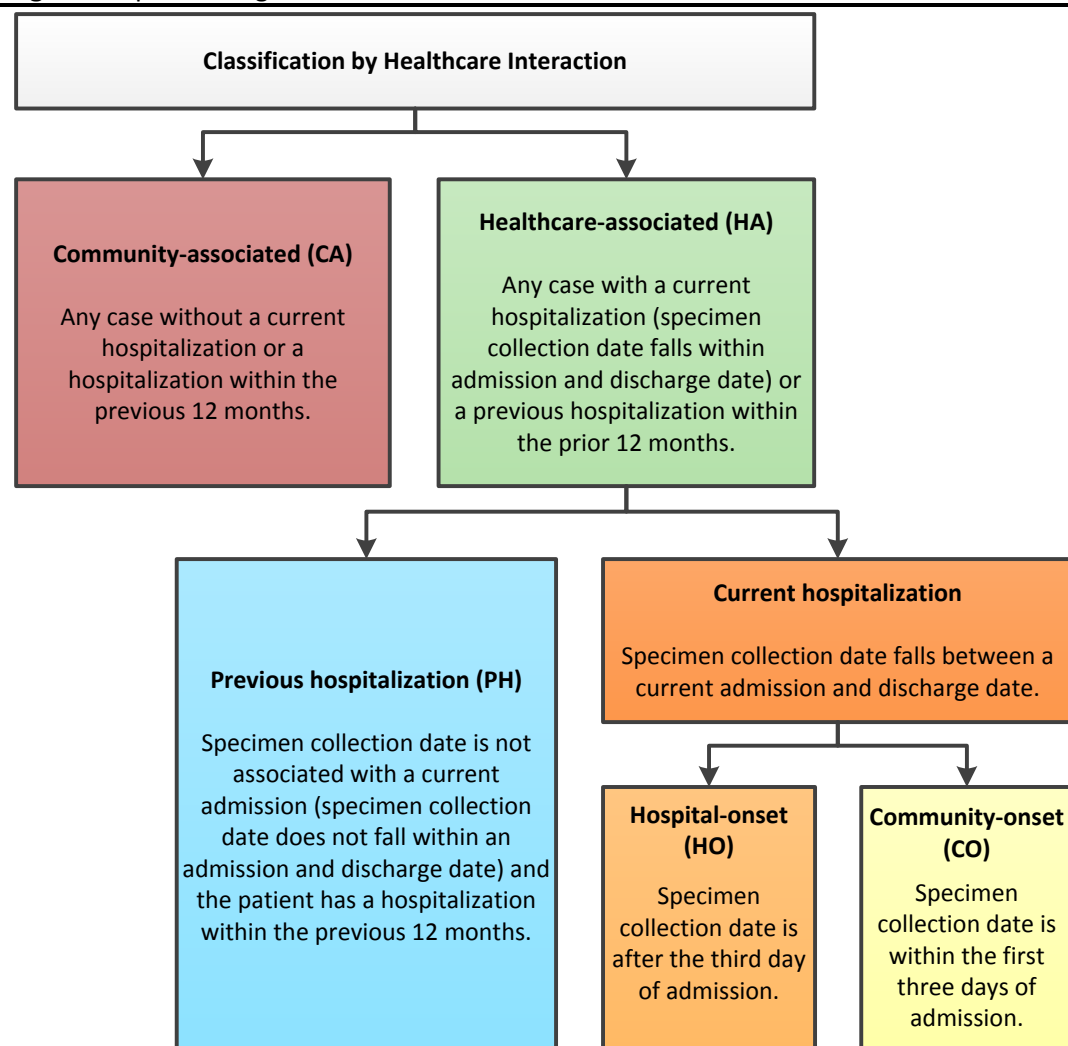 Classification by Healthcare Interaction
Community-associated (CA)
Any case without a current
hospitalization or a
hospitalization within the
previous 12 months.
Healthcare-associated (HA)
Any case with a current
hospitalization (specimen
collection date falls within
admission and discharge date) or
a previous hospitalization within
the prior 12 months.
Previous hospitalization (PH)
Specimen collection date is not
associated with a current
admission (specimen collection
date does not fall within an
admission and discharge date) and
the patient has a hospitalization
within the previous 12 months.
Current hospitalization
Specimen collection date falls between a
current admission and discharge date.
Hospital-onset
(HO)
Specimen
collection date is
after the third day
of admission.
Community-onset
(CO)
Specimen
collection date is
within the first
three days of
admission.